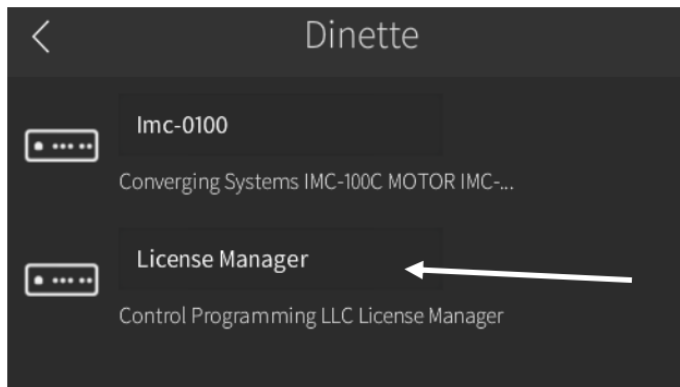 Dinette
Imc-0100
Converging Systems IMC-100C MOTOR IMC-...
License Manager
Control Programming LLC License Manager